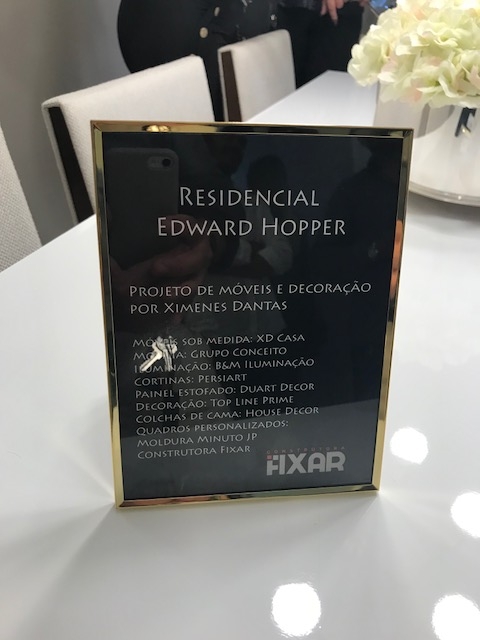 Residencial
Edward Hopper
Projeto de móveis e decoração
por Ximenes Dantas
Móveis sob medida: XD Casa
Grupo Conceito
Iluminação: B&M Iluminação
Cortinas: Persiart
Painel estofado: Duart Decor
Decoração: Top Line Prime
Colchas de cama: House Decor
Quadros personalizados:
Moldura Minuto JP
Construtora Fixar
CONSTRUTORA
FIXAR